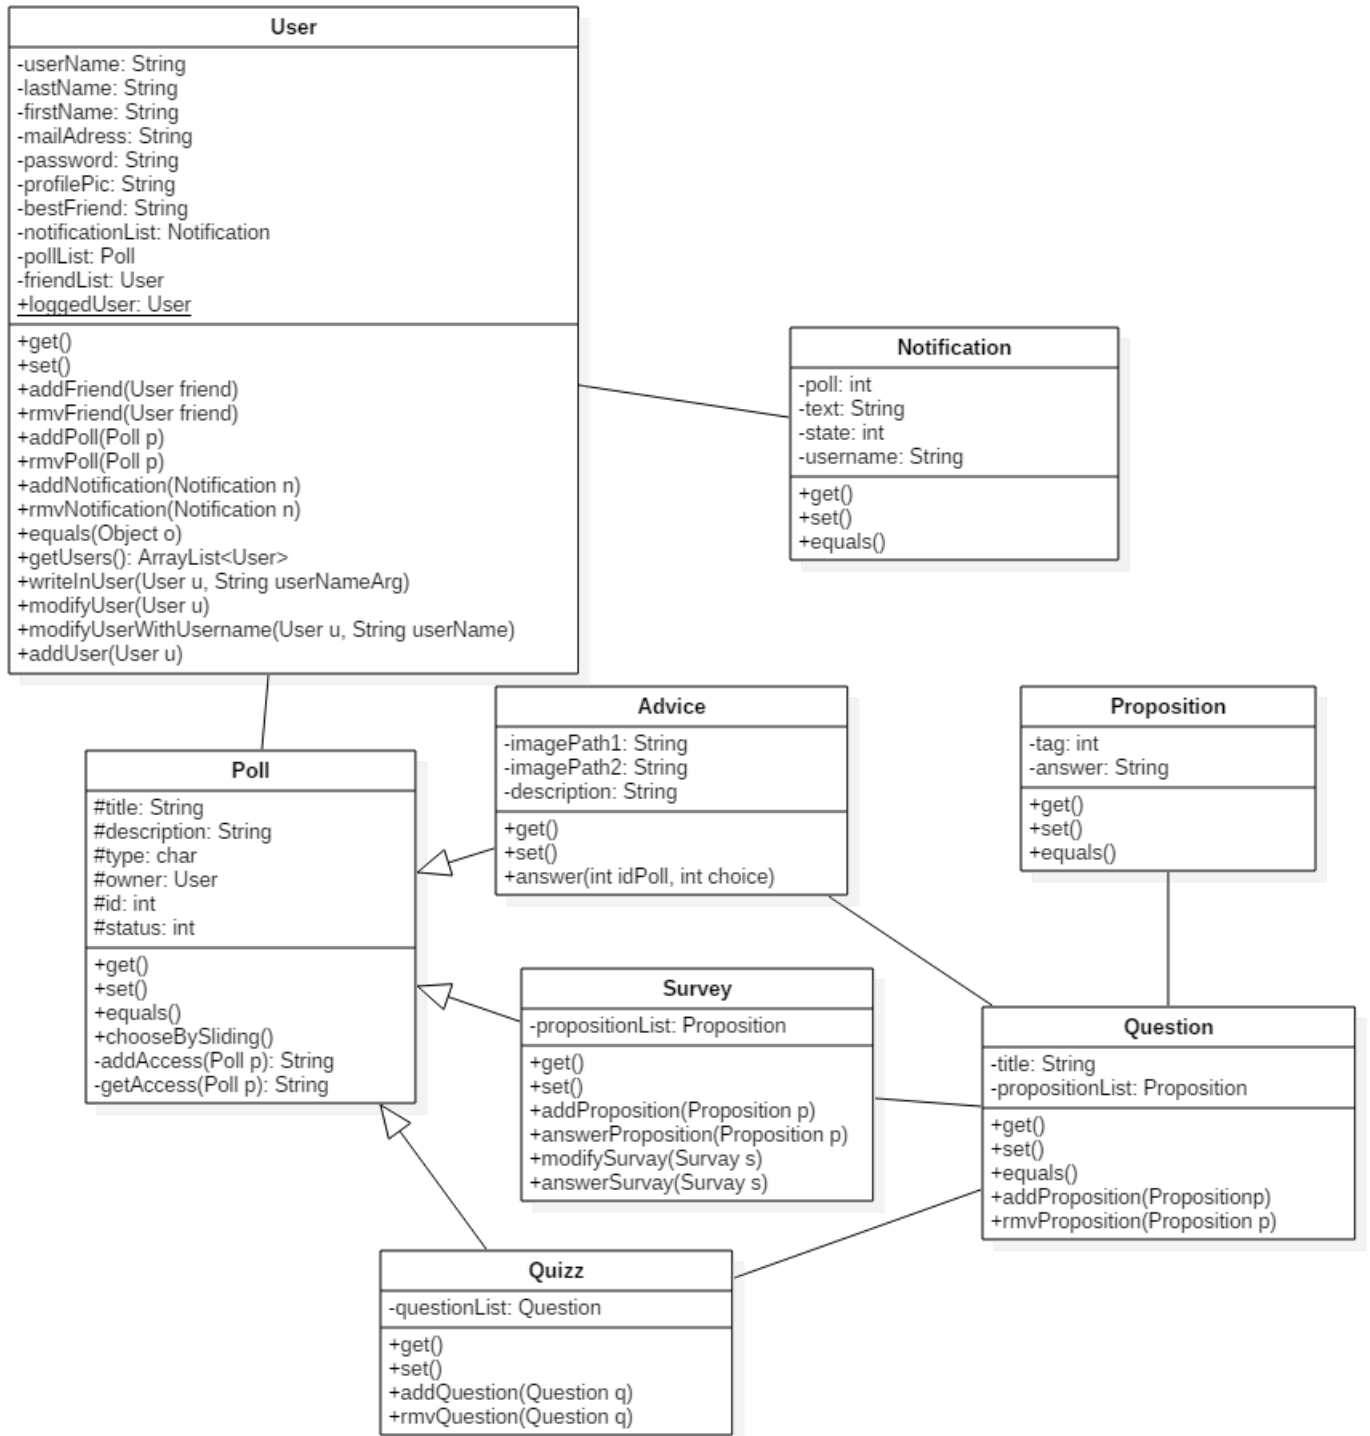 User
-userName: String
-lastName: String
-firstName: String
-mailAdress: String
-password: String
-profilePic: String
-bestFriend: String
-notificationList: Notification
-pollList: Poll
-friendList: User
+loggedUser: User
+get()
+set()
+addFriend(User friend)
+rmvFriend(User friend)
+addPoll(Poll p)
+rmvPoll(Poll p)
+addNotification(Notification n)
+rmvNotification(Notification n)
+equals(Object o)
+getUsers(): ArrayList<User>
+writeInUser(User u, String userNameArg)
+modifyUser(User u)
+modifyUserWithUsername(User u, String userName)
+addUser(User u)
Notification
-poll: int
-text: String
-state: int
-username: String
+get()
+set()
+equals()
Poll
#title: String
#description: String
#type: char
#owner: User
#id: int
#status: int
+get()
+set()
+equals()
+chooseBySliding()
-addAccess(Poll p): String
-getAccess(Poll p): String
Advice
-imagePath1: String
-imagePath2: String
-description: String
+get()
+set()
+answer(int idPoll, int choice)
Proposition
-tag: int
-answer: String
+get()
+set()
+equals()
Survey
-propositionList: Proposition
+get()
+set()
+addProposition(Proposition p)
+answerProposition(Proposition p)
+modifySurvay(Survay s)
+answerSurvay(Survay s)
Question
-title: String
-propositionList: Proposition
+get()
+set()
+equals()
+addProposition(Propositionp)
+rmvProposition(Proposition p)
Quizz
-questionList: Question
+get()
+set()
+addQuestion(Question q)
+rmvQuestion(Question q)